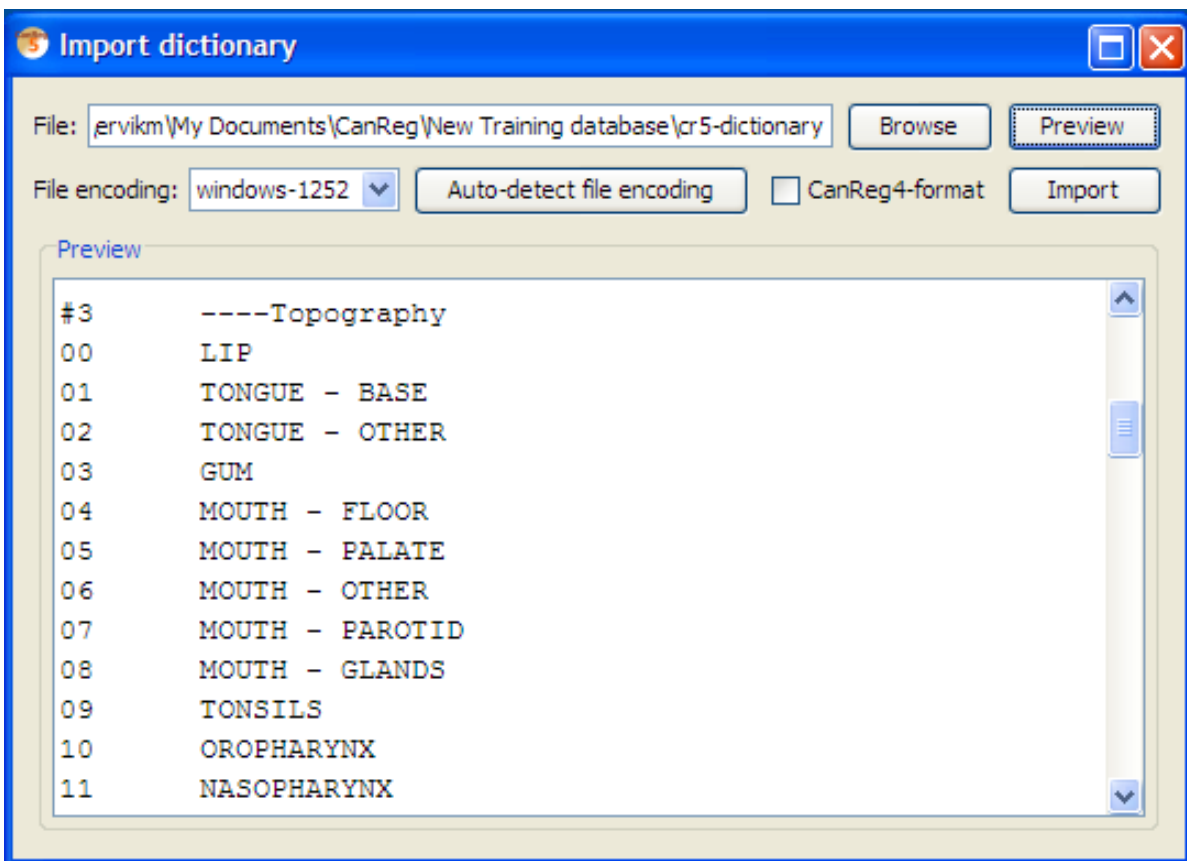 Import dictionary
File: ervikm\My Documents\CanReg\New Training database\cr5-dictionary Browse Preview
File encoding: windows-1252 Auto-detect file encoding CanReg4-format Import
Preview
#3 ----Topography
00 LIP
01 TONGUE - BASE
02 TONGUE - OTHER
03 GUM
04 MOUTH - FLOOR
05 MOUTH - PALATE
06 MOUTH - OTHER
07 MOUTH - PAROTID
08 MOUTH - GLANDS
09 TONSILS
10 OROPHARYNX
11 NASOPHARYNX